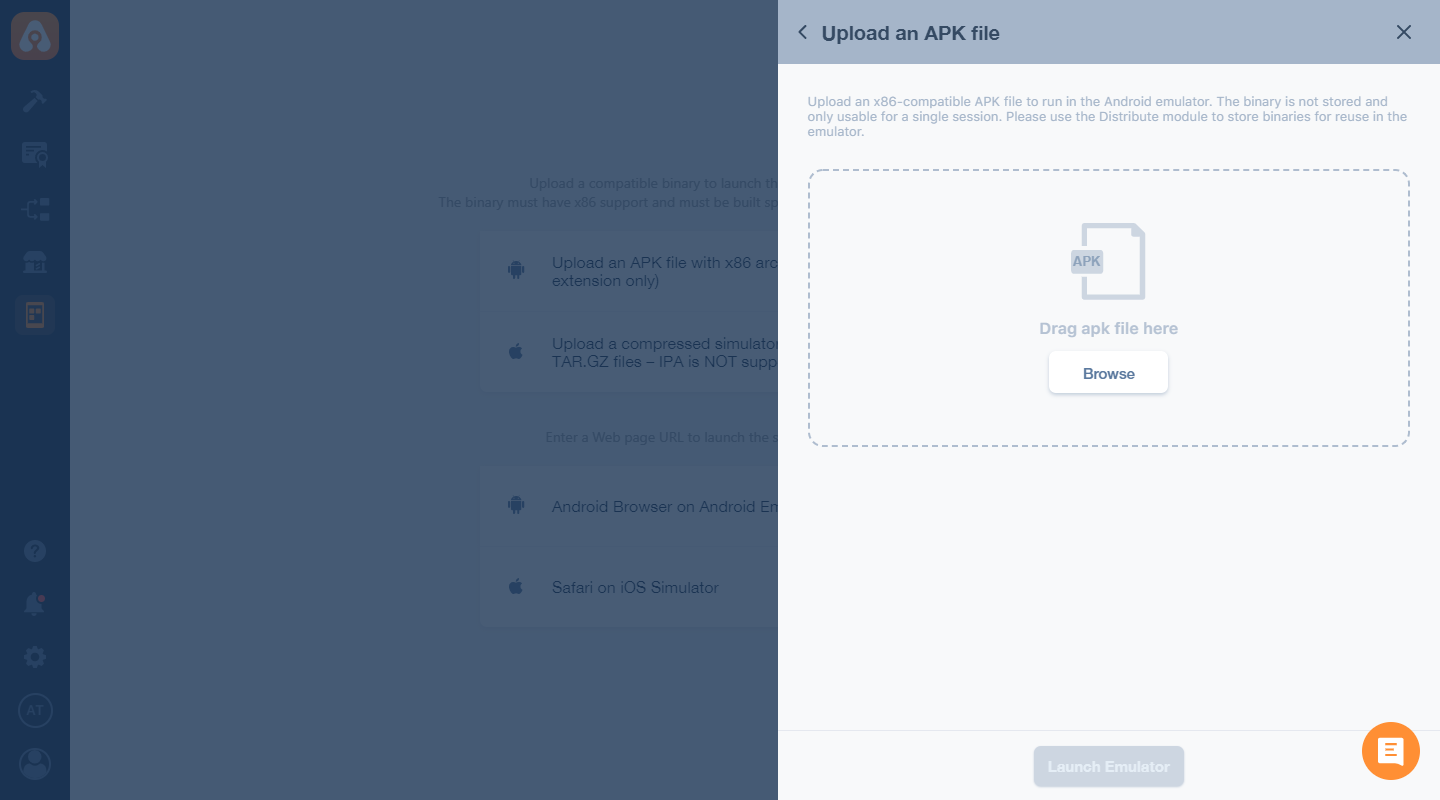 Upload an APK file
Upload an x86-compatible APK file to run in the Android emulator. The binary is not stored and
only usable for a single session. Please use the Distribute module to store binaries for reuse in the
emulator.
APK
Drag apk file here
Browse
Launch Emulator
Upload a compatible binary to launch th
The binary must have x86 support and must be built sp
Upload an APK file with x86 arc
extension only)
Upload a compressed simulator
TAR.GZ files – IPA is NOT supp
Enter a Web page URL to launch the s
Android Browser on Android Em
Safari on iOS Simulator
?
AT